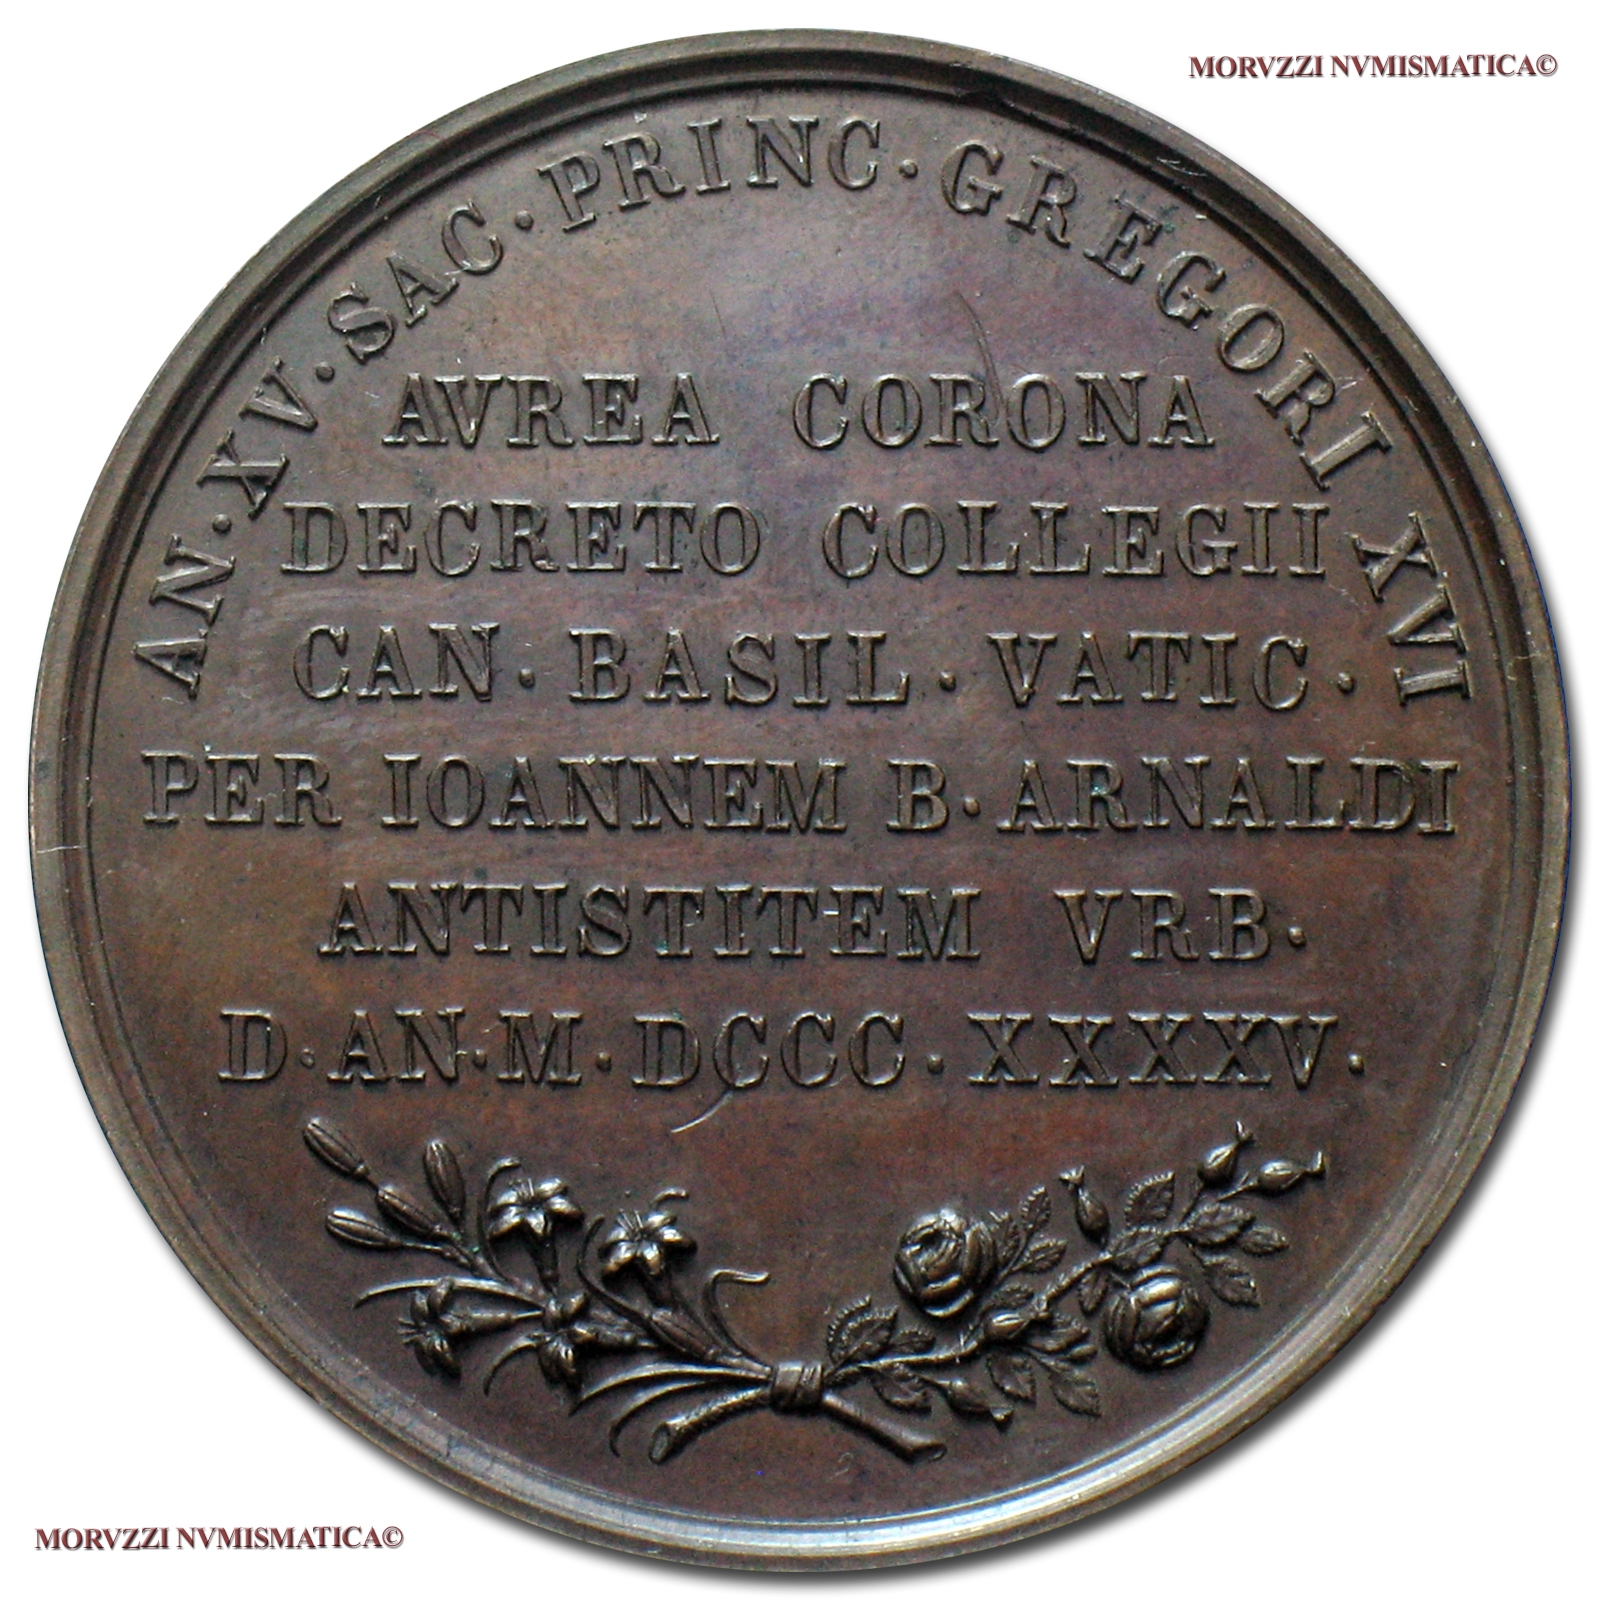 MORVZZI NVMISMATICA©
AN · XV · SAC · PRINC · GREGORI XVI
AVREA CORONA
DECRETO COLLEGII
CAN · BASIL · VATIC ·
PER IOANNEM B · ARNALDI
ANTISTITEM VRB ·
D · AN · M · DCCC · XXXXV ·
MORVZZI NVMISMATICA©